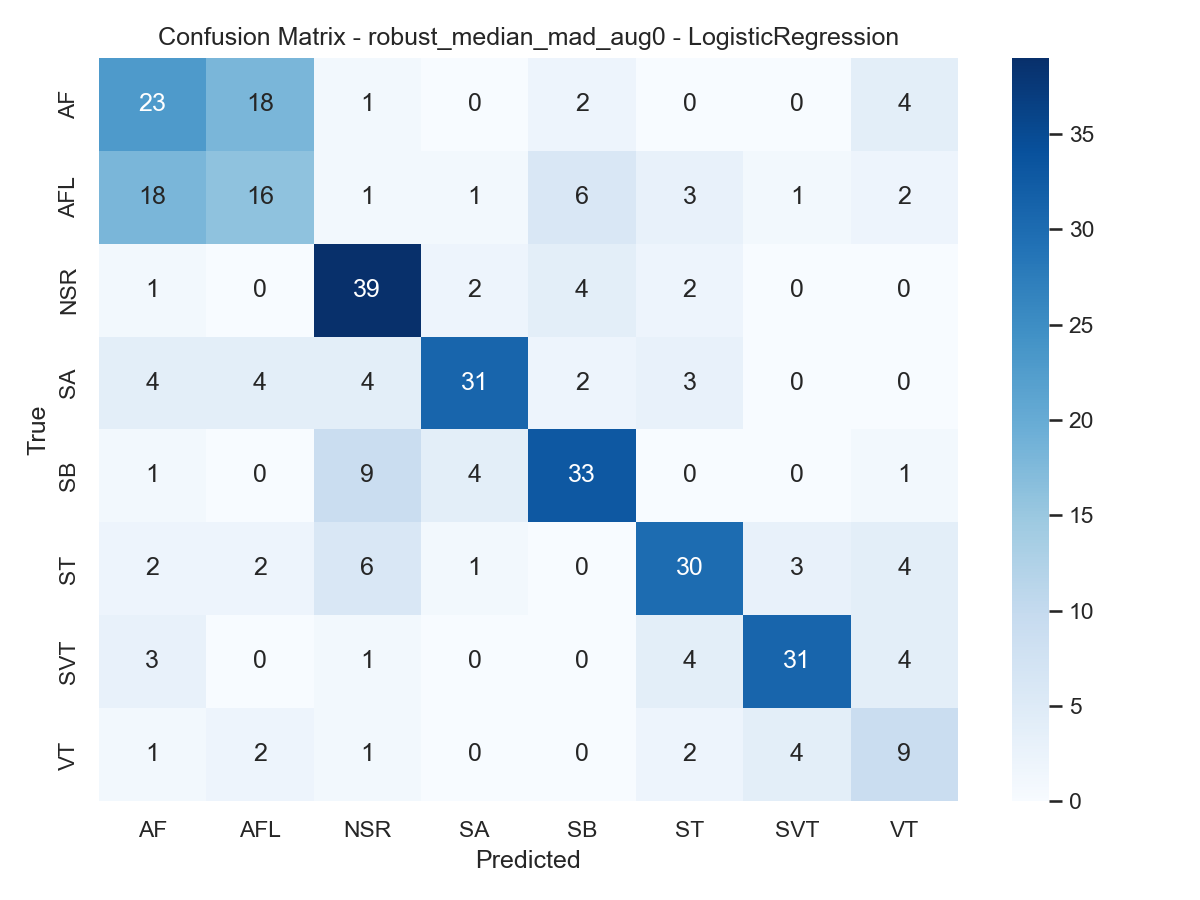 Confusion Matrix - robust_median_mad_aug0 - LogisticRegression
AF 23 18 1 0 2 0 0 4
AFL 18 16 1 1 6 3 1 2
NSR 1 0 39 2 4 2 0 0
SA 4 4 4 31 2 3 0 0
SB 1 0 9 4 33 0 0 1
ST 2 2 6 1 0 30 3 4
SVT 3 0 1 0 0 4 31 4
VT 1 2 1 0 0 2 4 9
AF AFL NSR SA SB ST SVT VT
Predicted
True
35
30
25
20
15
10
5
0